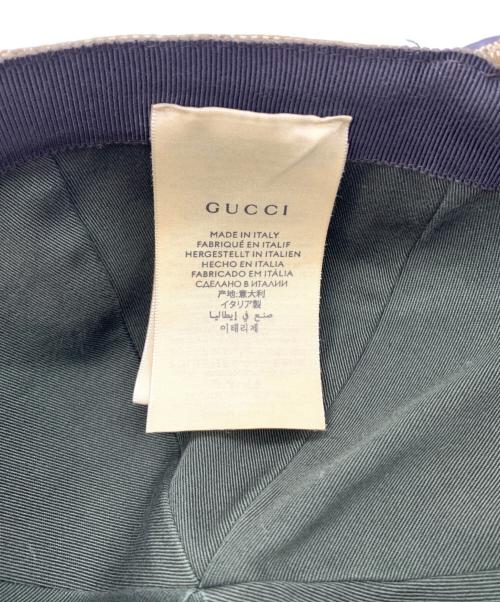 GUCCI
MADE IN ITALY
FABRIQUÉ EN ITALIE
HERGESTELLT IN ITALIEN
HECHO EN ITALIA
FABRICADO EM ITÁLIA
СДЕЛАНО В ИТАЛИИ
产地:意大利
イタリア製
صنع في إيطاليا
이태리제